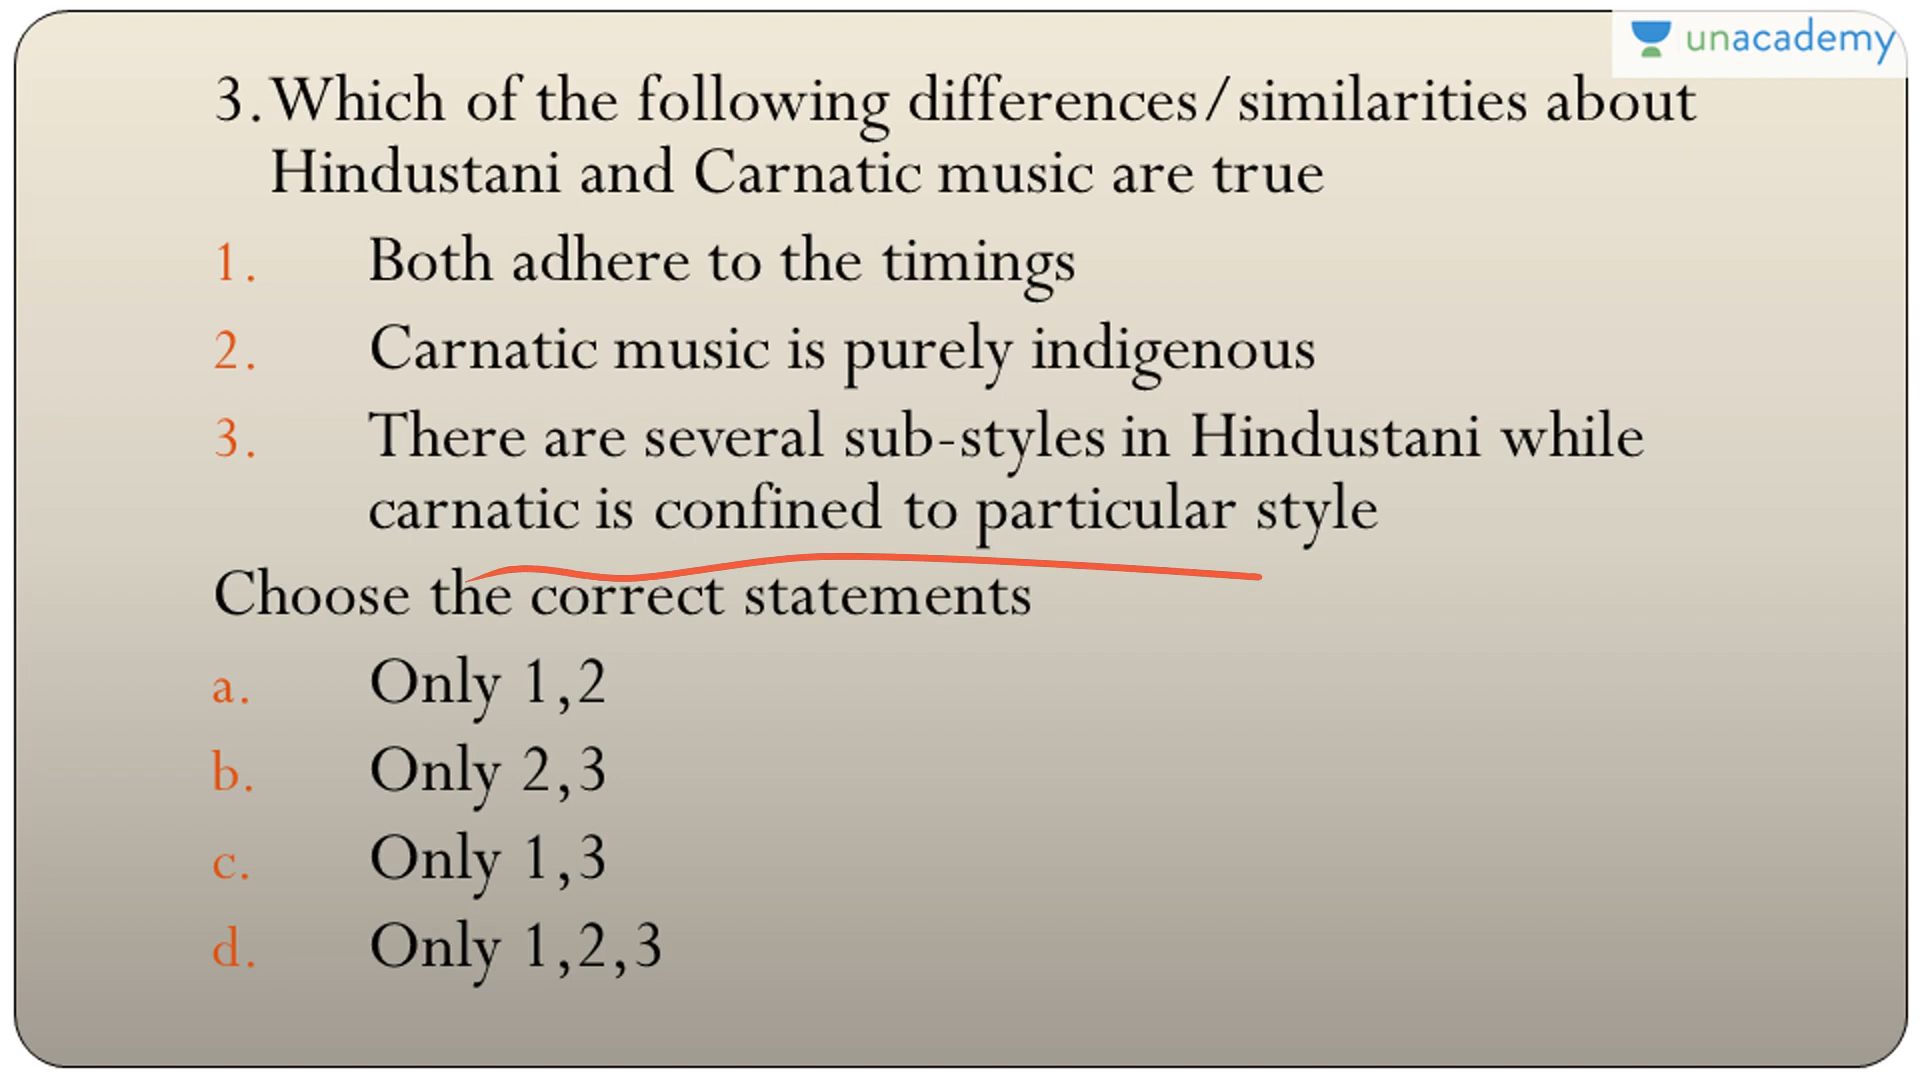 unacademy
3. Which of the following differences/similarities about
Hindustani and Carnatic music are true
1. Both adhere to the timings
2. Carnatic music is purely indigenous
3. There are several sub-styles in Hindustani while
carnatic is confined to particular style
Choose the correct statements
a. Only 1,2
b. Only 2,3
c. Only 1,3
d. Only 1,2,3